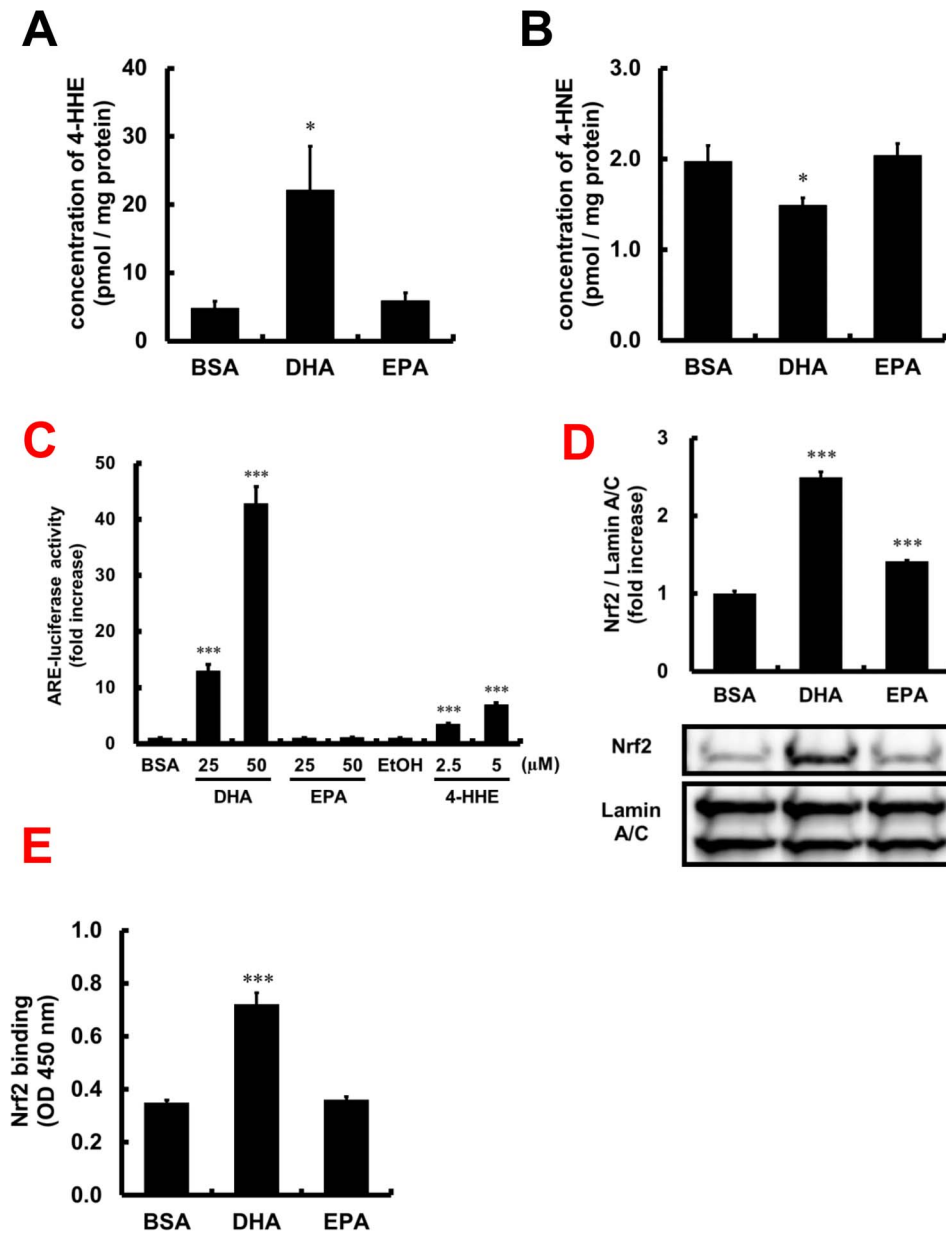 A
concentration of 4-HHE
(pmol / mg protein)
40
30
20
10
0
*
BSA DHA EPA
B
concentration of 4-HNE
(pmol / mg protein)
3.0
2.0
1.0
0.0
*
BSA DHA EPA
C
ARE-luciferase activity
(fold increase)
50
40
30
20
10
0
*** *** *** ***
BSA 25 50 25 50 EtOH 2.5 5 (μM)
DHA EPA 4-HHE
D
Nrf2 / Lamin A/C
(fold increase)
3
2
1
0
*** ***
BSA DHA EPA
Nrf2
Lamin
A/C
E
Nrf2 binding
(OD 450 nm)
1.0
0.8
0.6
0.4
0.2
0.0
***
BSA DHA EPA